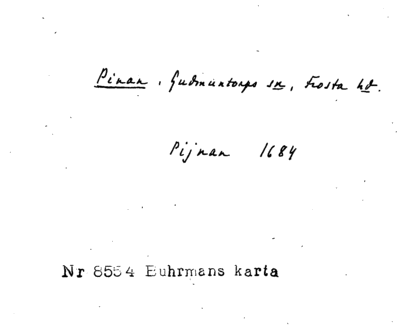 Pinan, Gudmuntorps sn, Frosta hd.
Pijnan 1684
Nr 8554 Buhrmans karta